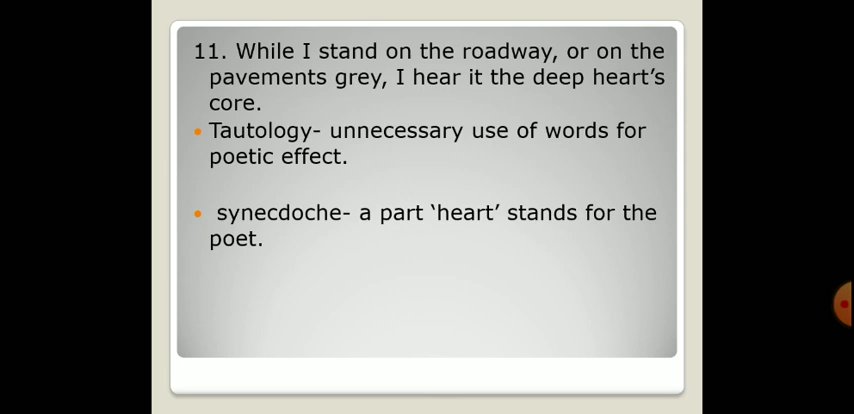 11. While I stand on the roadway, or on the
pavements grey, I hear it the deep heart’s
core.
• Tautology- unnecessary use of words for
poetic effect.
• synecdoche- a part ‘heart’ stands for the
poet.